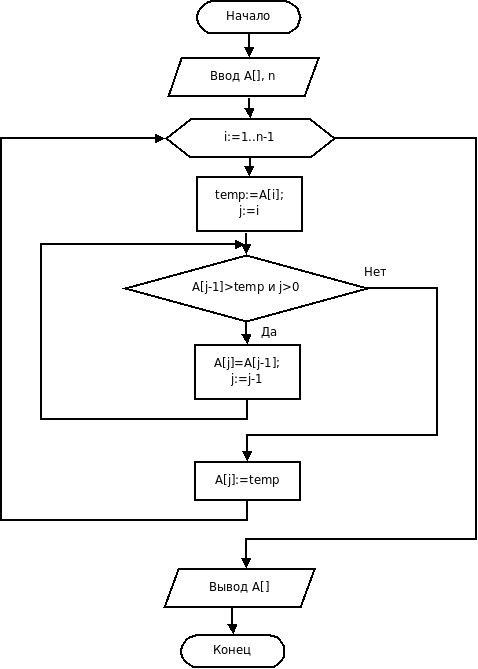 Начало
Ввод A[], n
i:=1..n-1
temp:=A[i];
j:=i
Нет
A[j-1]>temp и j>0
Да
A[j]=A[j-1];
j:=j-1
A[j]:=temp
Вывод A[]
Конец